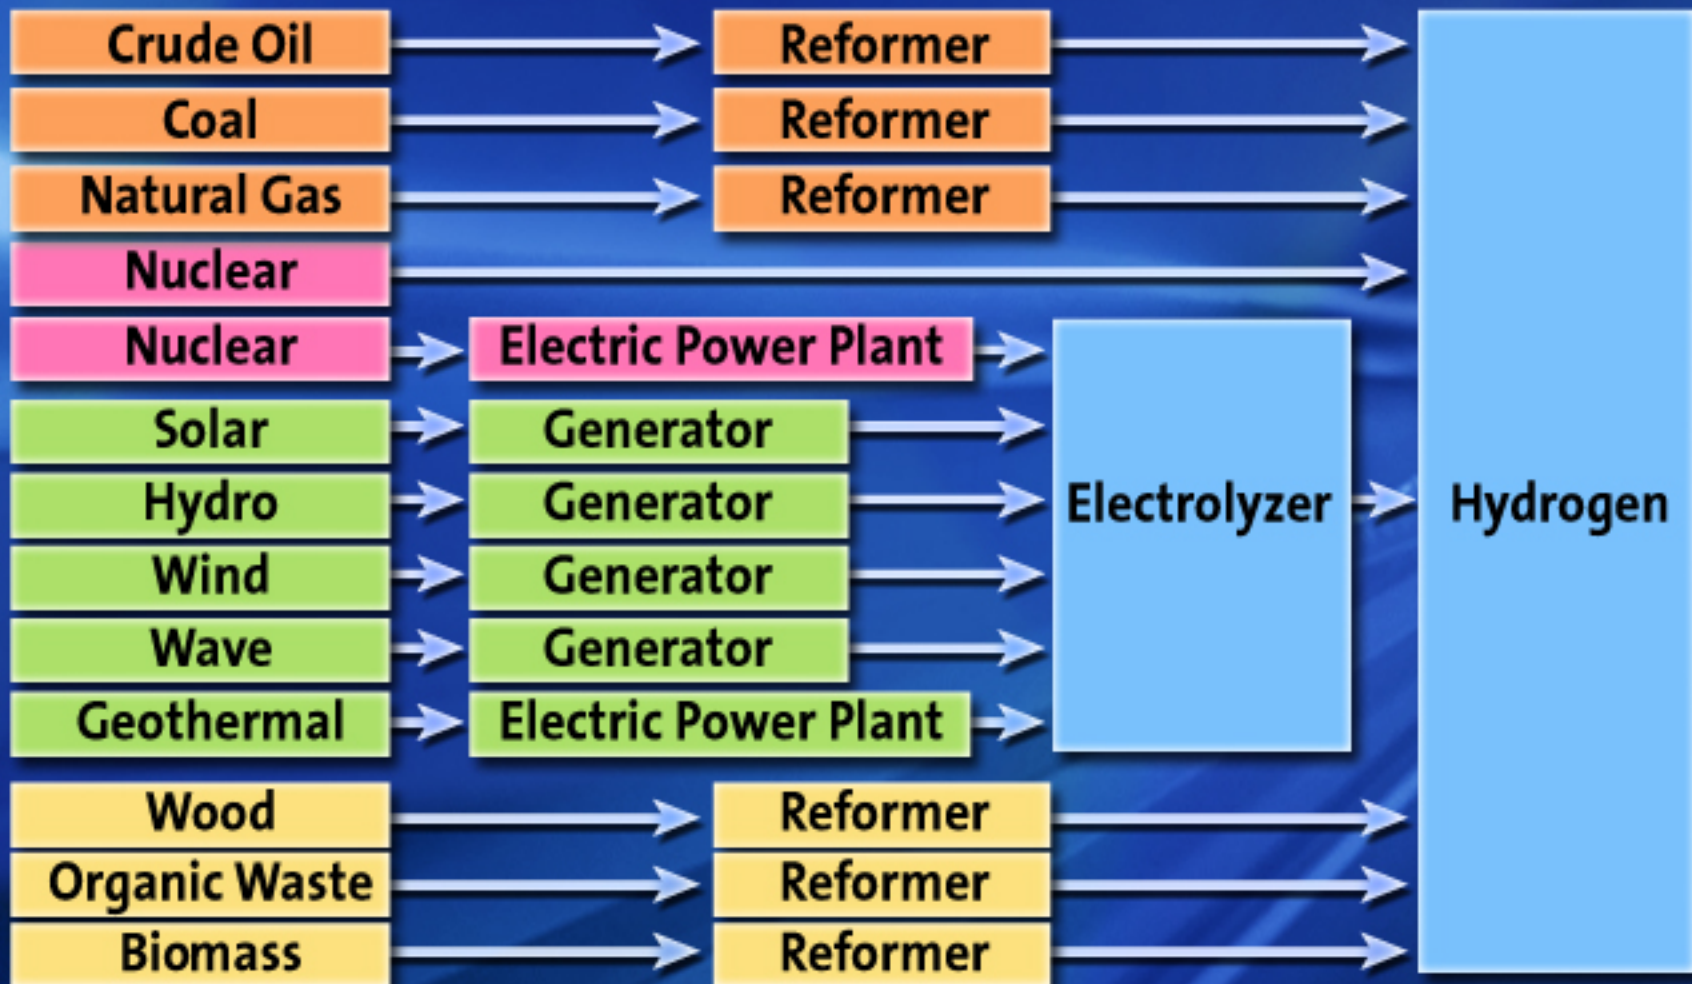 Crude Oil
Reformer
Coal
Reformer
Natural Gas
Reformer
Nuclear
Nuclear
Electric Power Plant
Solar
Generator
Hydro
Generator
Electrolyzer
Hydrogen
Wind
Generator
Wave
Generator
Geothermal
Electric Power Plant
Wood
Reformer
Organic Waste
Reformer
Biomass
Reformer